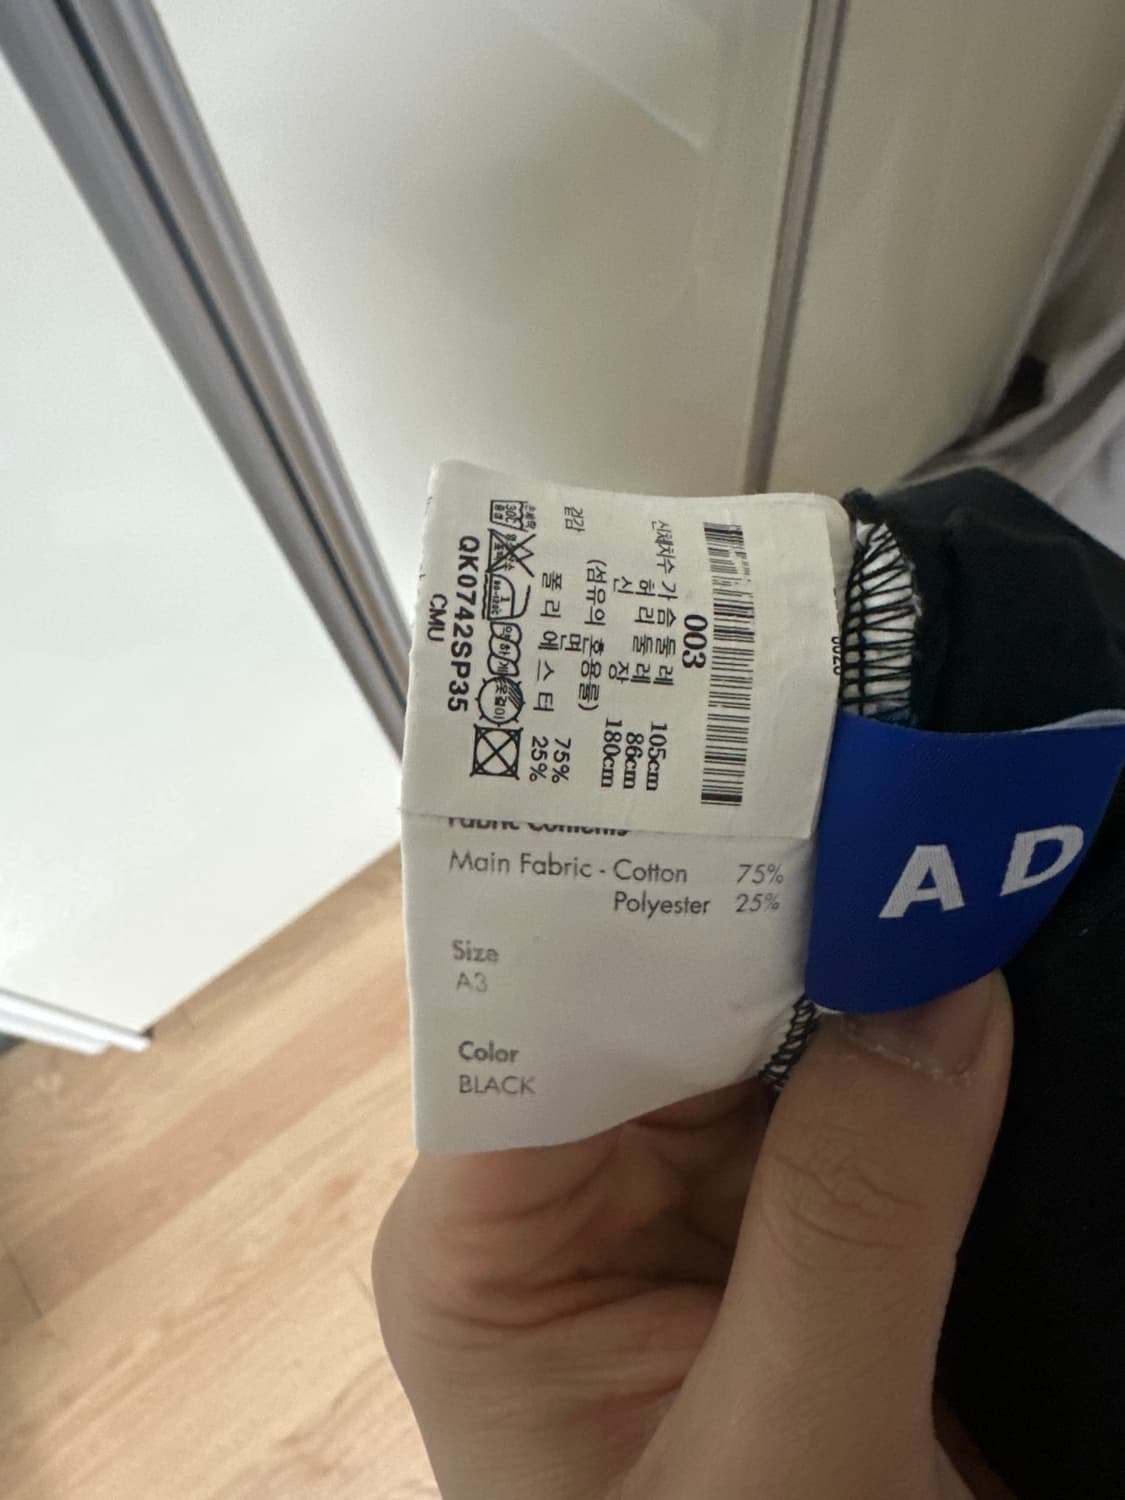 003
신체치수 가 슴 둘 레 105cm
허 리 둘 레 86cm
신 장 180cm
(섬유의 혼용률)
겉감 면 75%
폴 리 에 스 터 25%
QK0742SP35
CMU
Fabric Contents
Main Fabric - Cotton 75%
Polyester 25%
Size
A3
Color
BLACK
A D